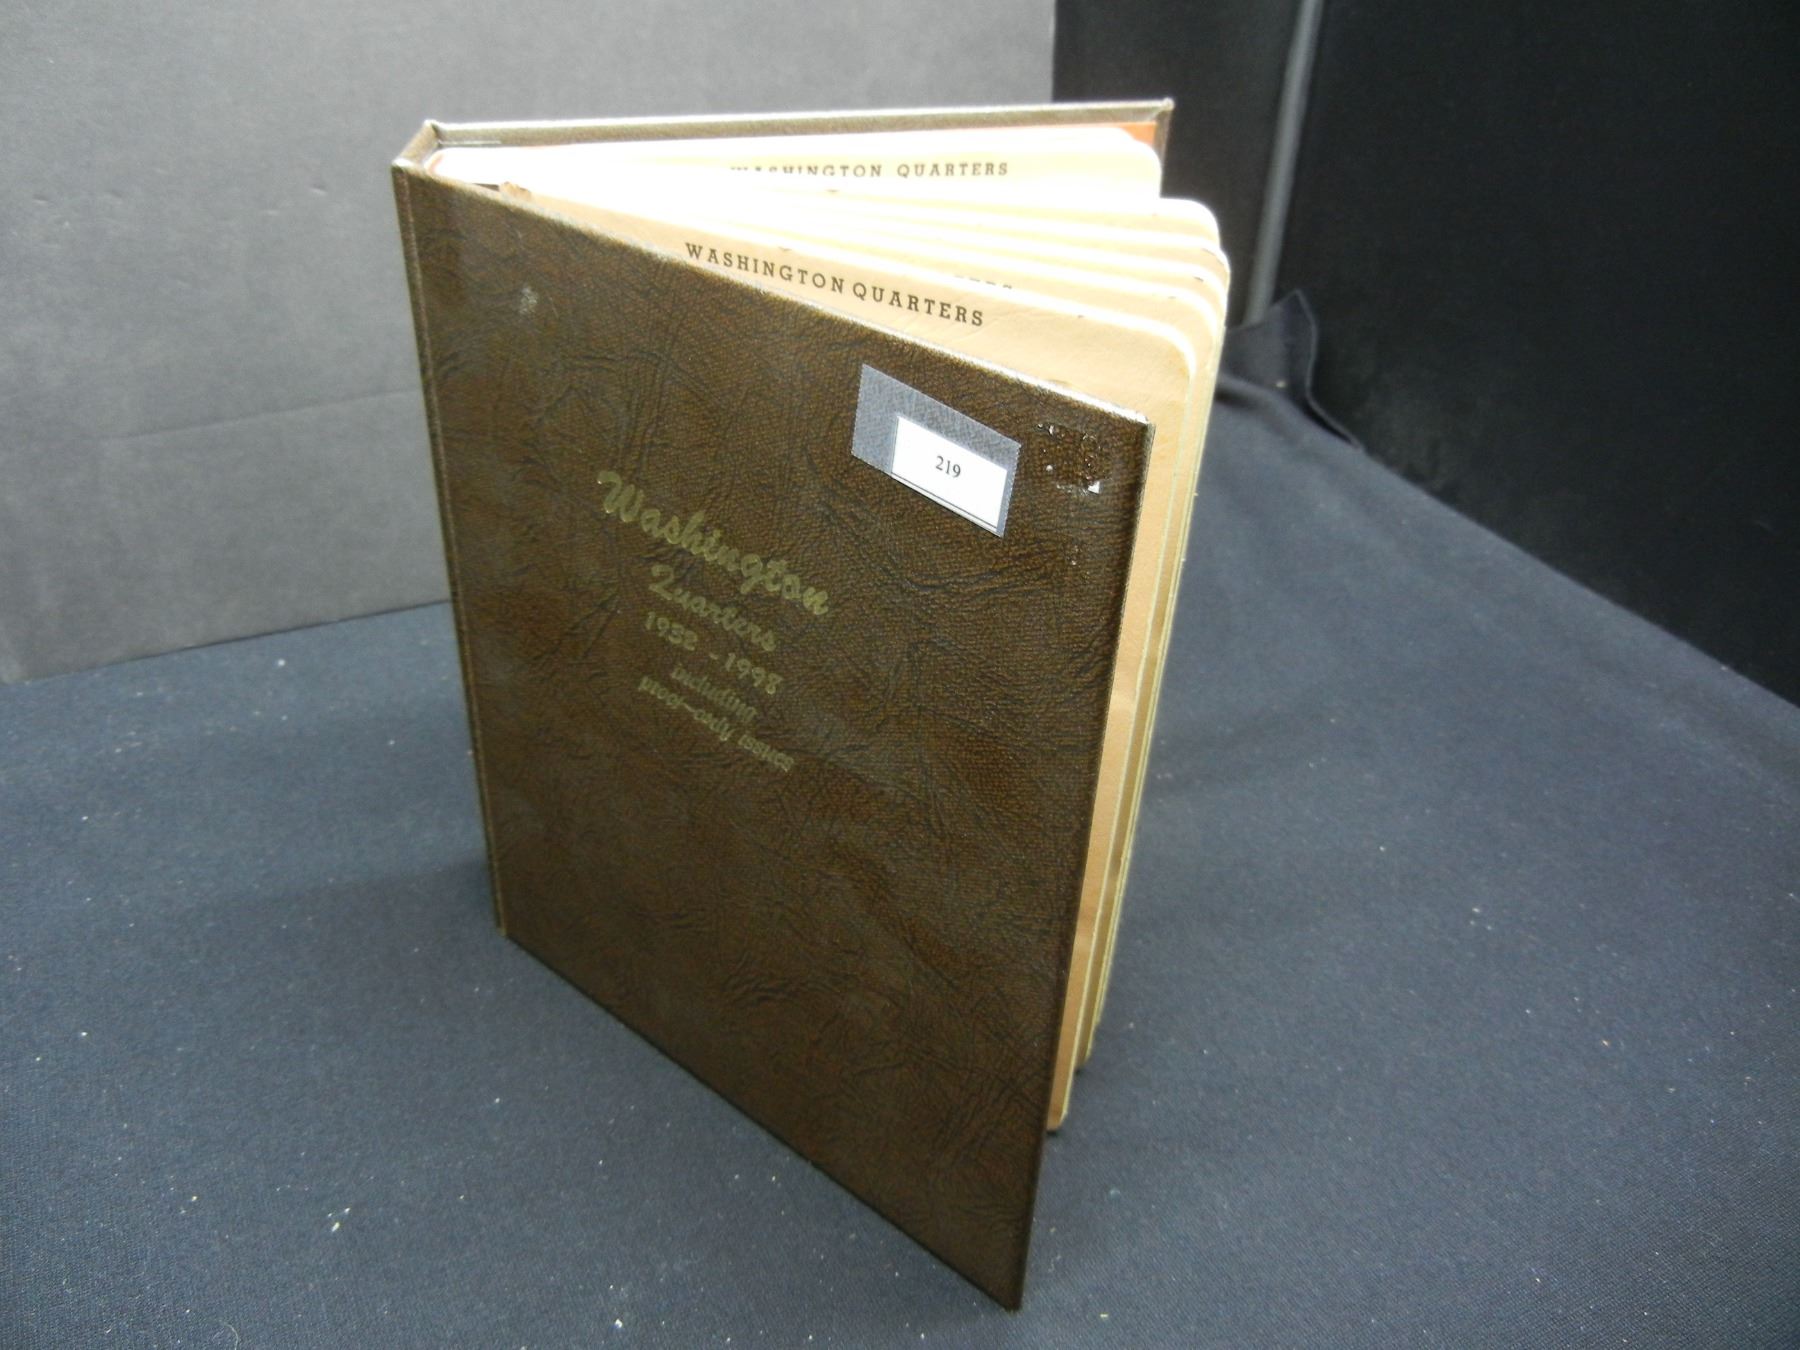 WASHINGTON QUARTERS
WASHINGTON QUARTERS
219
Washington
Quarters
1932-1998
including
proof-only issues